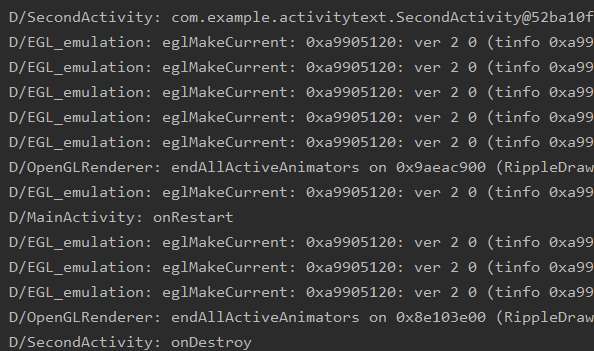 D/SecondActivity: com.example.activitytext.SecondActivity@52ba10f
D/EGL_emulation: eglMakeCurrent: 0xa9905120: ver 2 0 (tinfo 0xa99
D/EGL_emulation: eglMakeCurrent: 0xa9905120: ver 2 0 (tinfo 0xa99
D/EGL_emulation: eglMakeCurrent: 0xa9905120: ver 2 0 (tinfo 0xa99
D/EGL_emulation: eglMakeCurrent: 0xa9905120: ver 2 0 (tinfo 0xa99
D/EGL_emulation: eglMakeCurrent: 0xa9905120: ver 2 0 (tinfo 0xa99
D/OpenGLRenderer: endAllActiveAnimators on 0x9aeac900 (RippleDraw
D/EGL_emulation: eglMakeCurrent: 0xa9905120: ver 2 0 (tinfo 0xa99
D/MainActivity: onRestart
D/EGL_emulation: eglMakeCurrent: 0xa9905120: ver 2 0 (tinfo 0xa99
D/EGL_emulation: eglMakeCurrent: 0xa9905120: ver 2 0 (tinfo 0xa99
D/EGL_emulation: eglMakeCurrent: 0xa9905120: ver 2 0 (tinfo 0xa99
D/OpenGLRenderer: endAllActiveAnimators on 0x8e103e00 (RippleDraw
D/SecondActivity: onDestroy